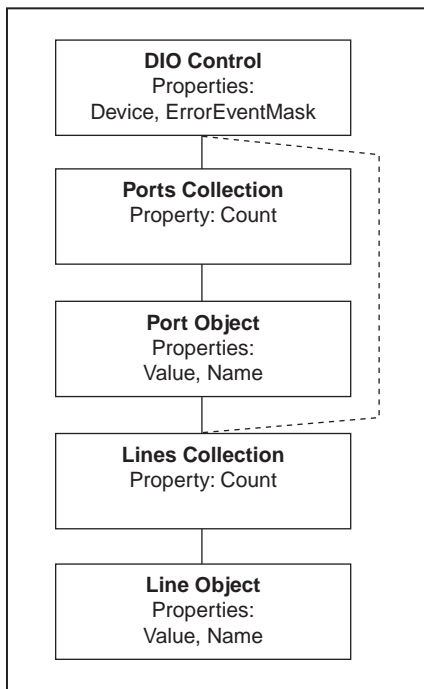 DIO Control
Properties:
Device, ErrorEventMask
Ports Collection
Property: Count
Port Object
Properties:
Value, Name
Lines Collection
Property: Count
Line Object
Properties:
Value, Name